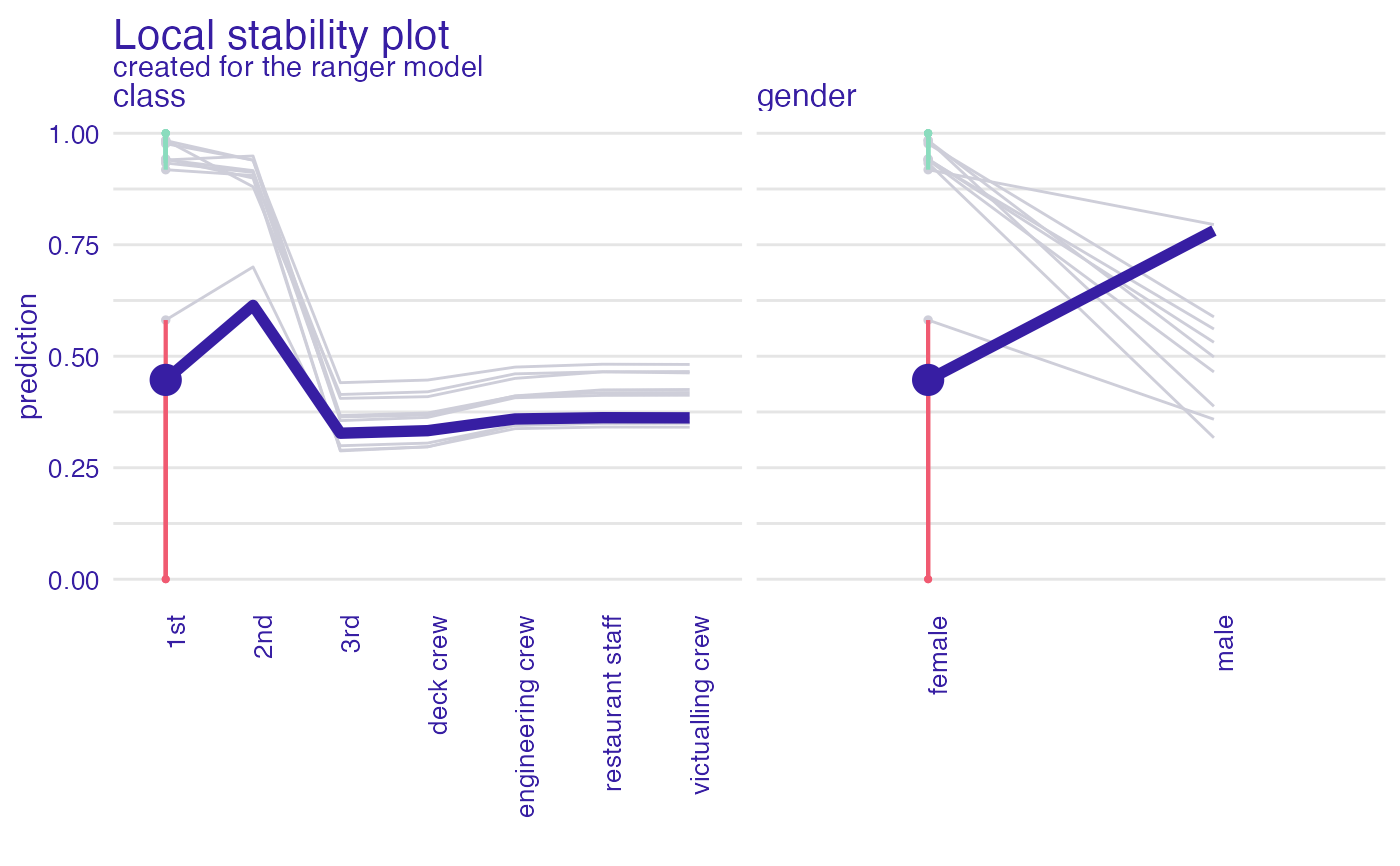 Local stability plot
created for the ranger model
class
gender
prediction
1.00
0.75
0.50
0.25
0.00
1st
2nd
3rd
deck crew
engineering crew
restaurant staff
victualling crew
female
male